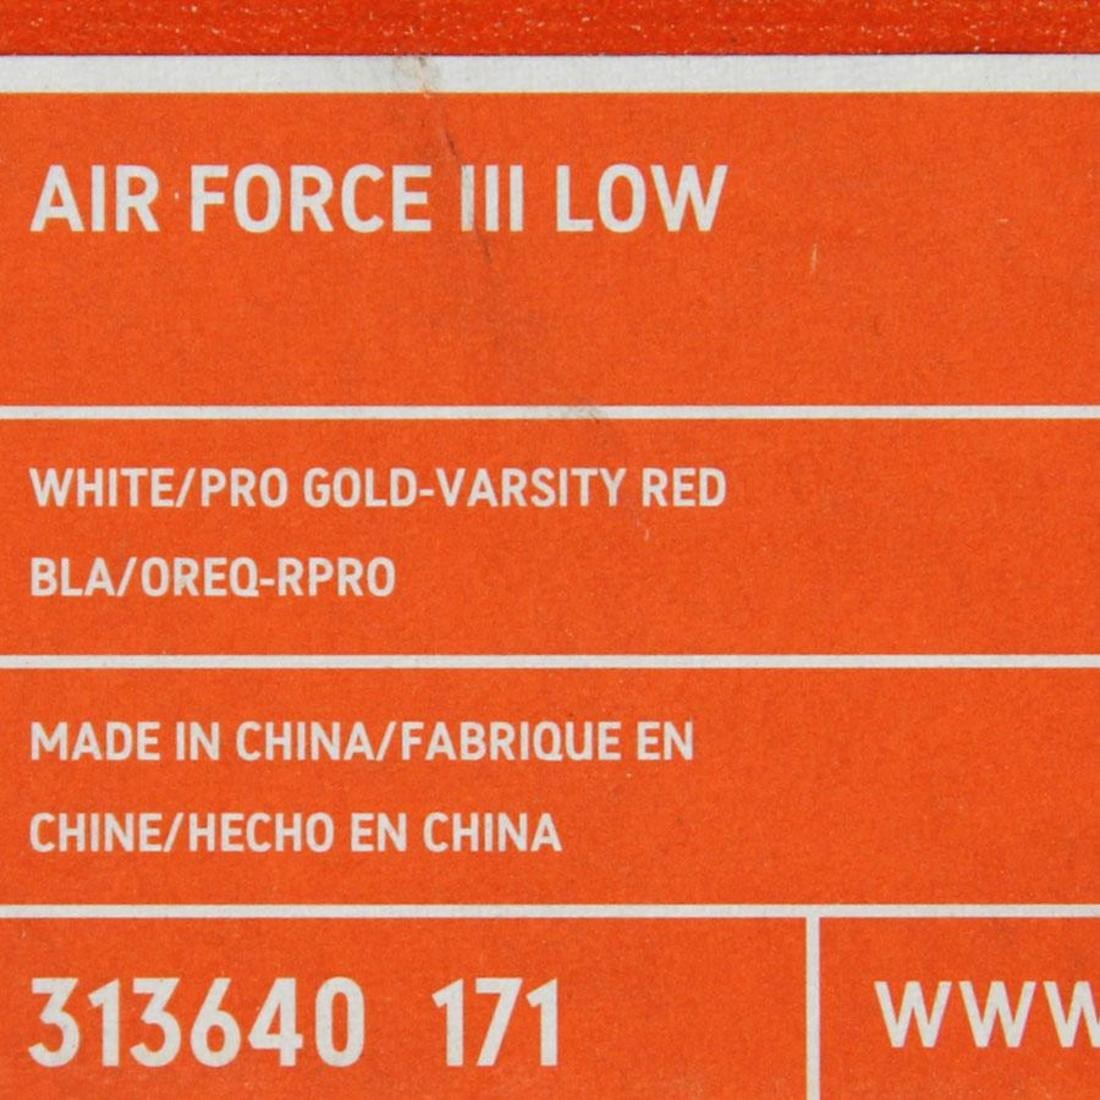 AIR FORCE III LOW
WHITE/PRO GOLD-VARSITY RED
BLA/OREQ-RPRO
MADE IN CHINA/FABRIQUE EN
CHINE/HECHO EN CHINA
313640 171
WWW